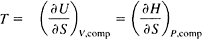 T = (∂U/∂S)V,comp = (∂H/∂S)P,comp